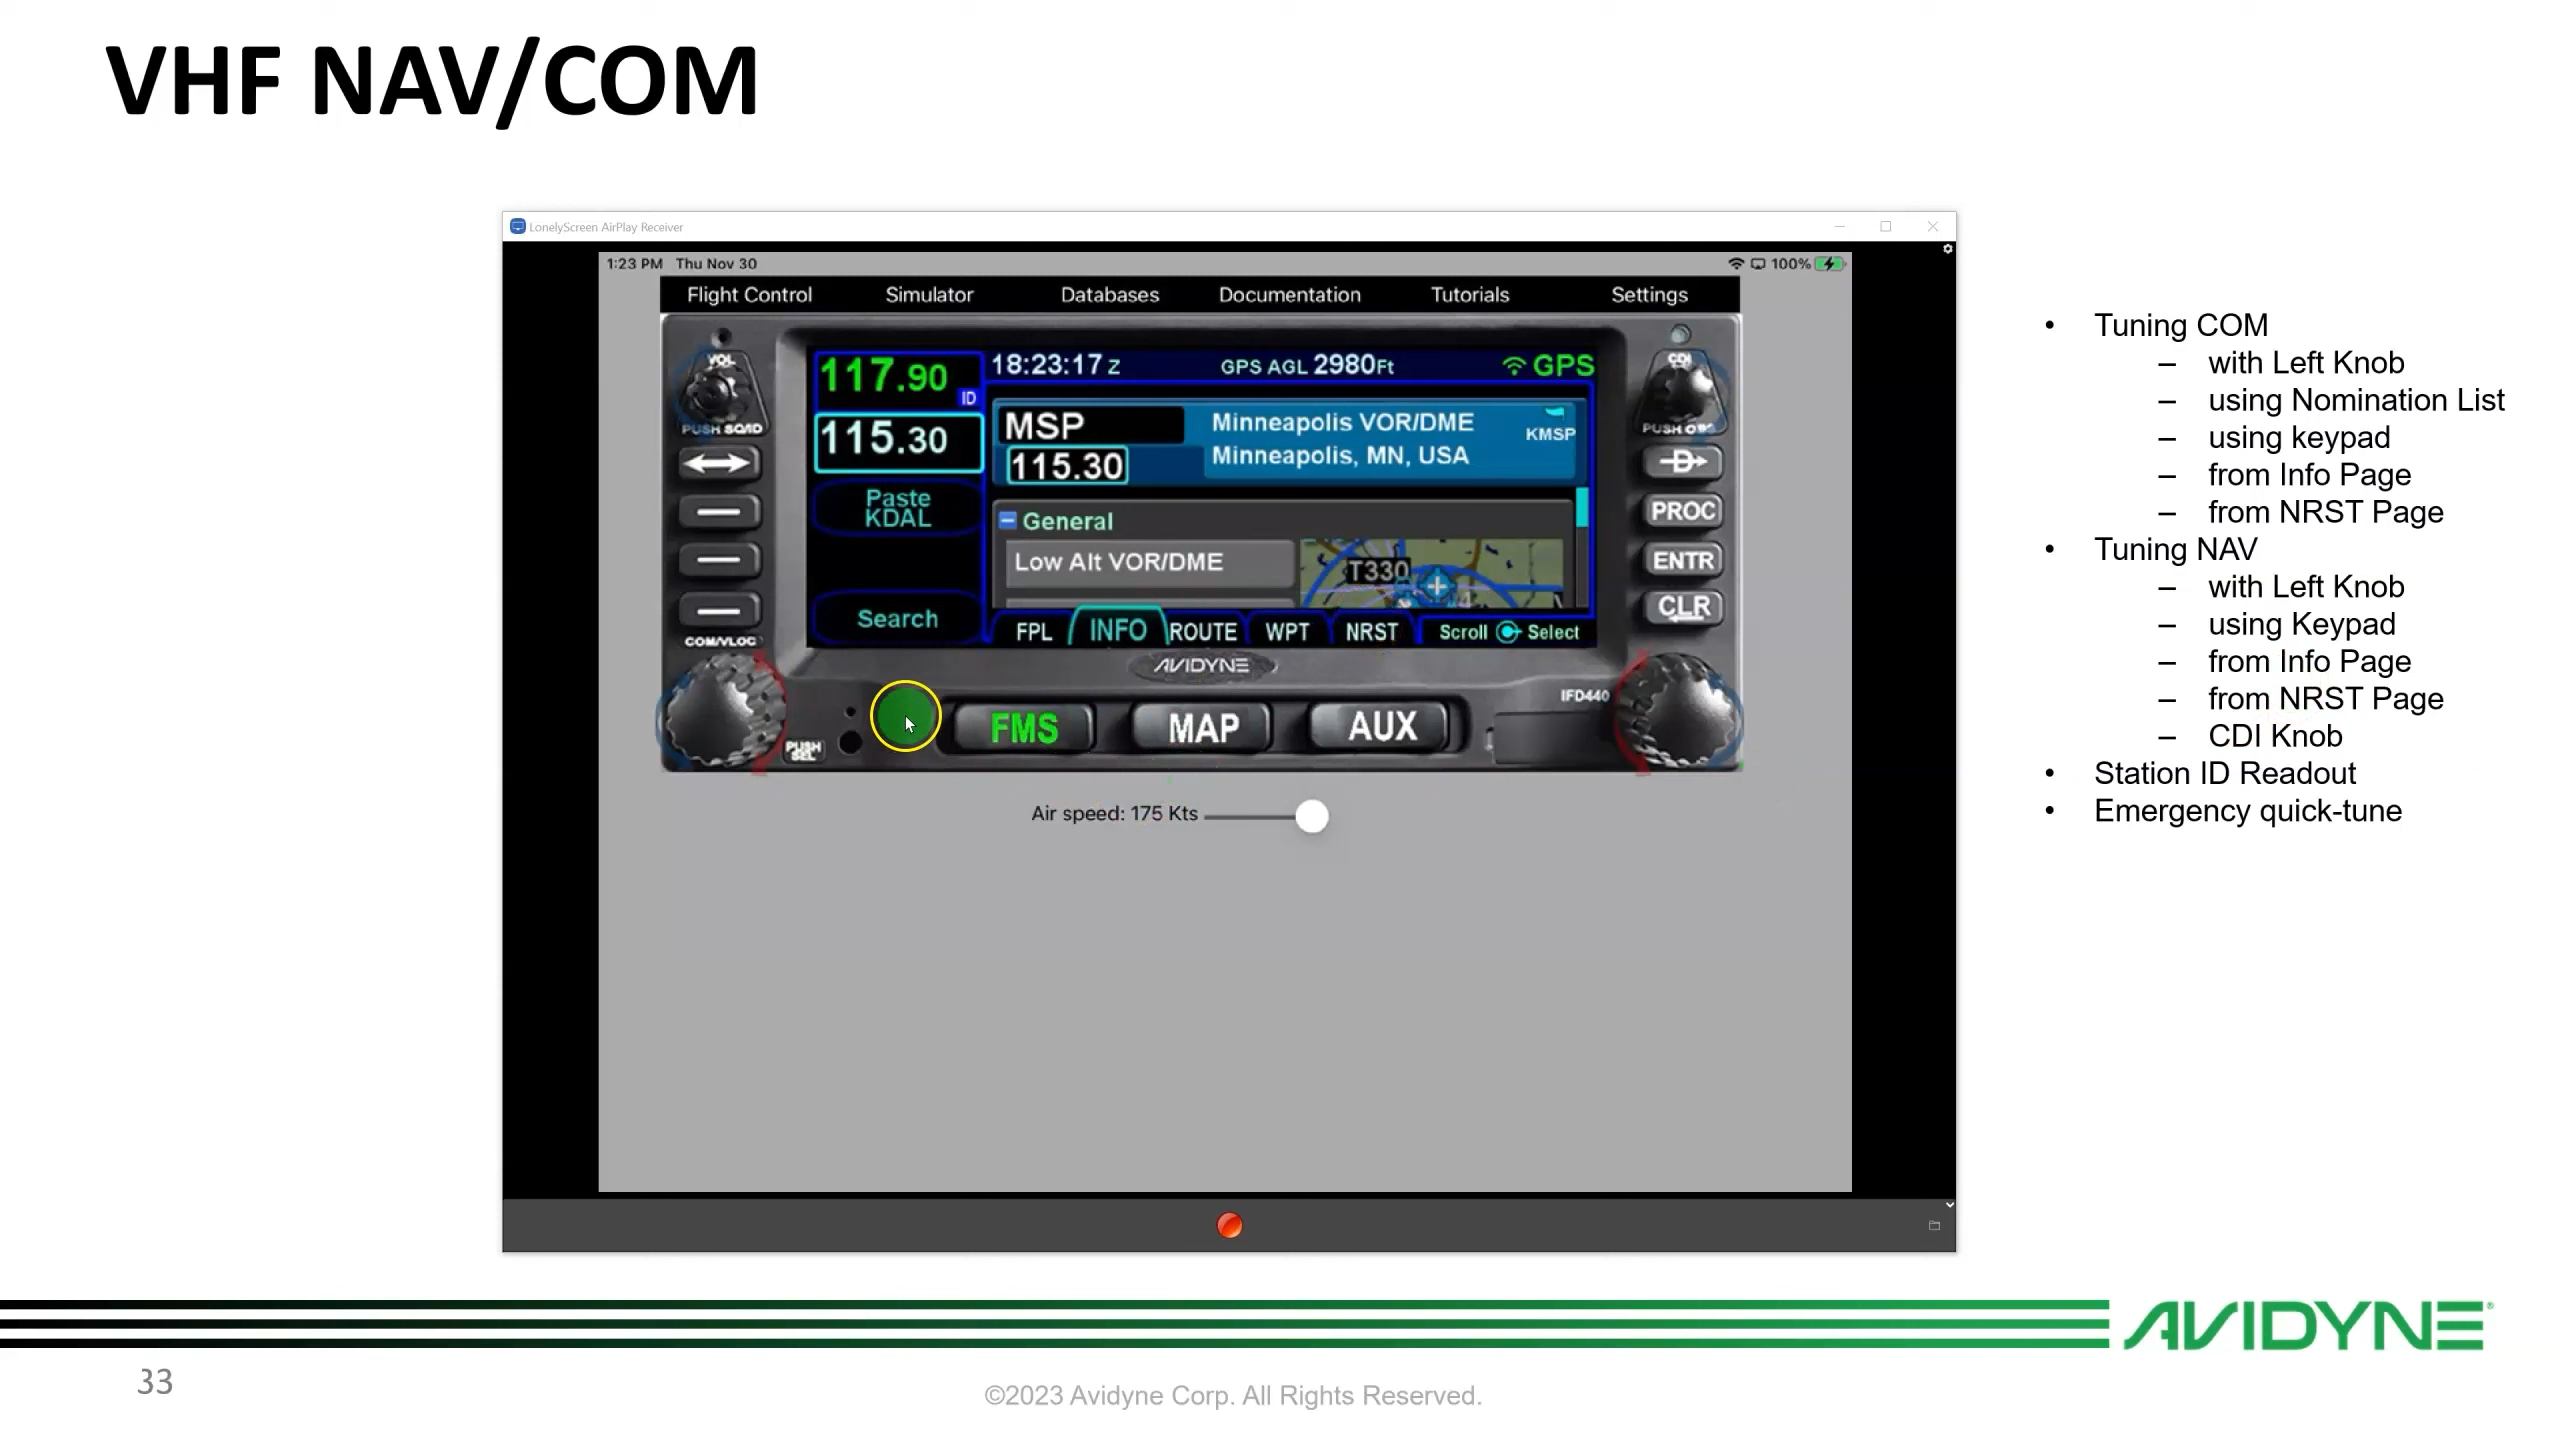 VHF NAV/COM
LonelyScreen AirPlay Receiver
1:23 PM Thu Nov 30
100%
Flight Control Simulator Databases Documentation Tutorials Settings
VOL
PUSH SQ/ID
COM/VLOC
PUSH SEL
117.90
ID
115.30
Paste
KDAL
Search
18:23:17 Z GPS AGL 2980Ft GPS
MSP
115.30
Minneapolis VOR/DME
Minneapolis, MN, USA
KMSP
General
Low Alt VOR/DME
T330
FPL INFO ROUTE WPT NRST Scroll Select
CDI
D
PROC
ENTR
CLR
AVIDYNE
IFD440
FMS MAP AUX
Air speed: 175 Kts
• Tuning COM
– with Left Knob
– using Nomination List
– using keypad
– from Info Page
– from NRST Page
• Tuning NAV
– with Left Knob
– using Keypad
– from Info Page
– from NRST Page
– CDI Knob
• Station ID Readout
• Emergency quick-tune
AVIDYNE®
33
©2023 Avidyne Corp. All Rights Reserved.